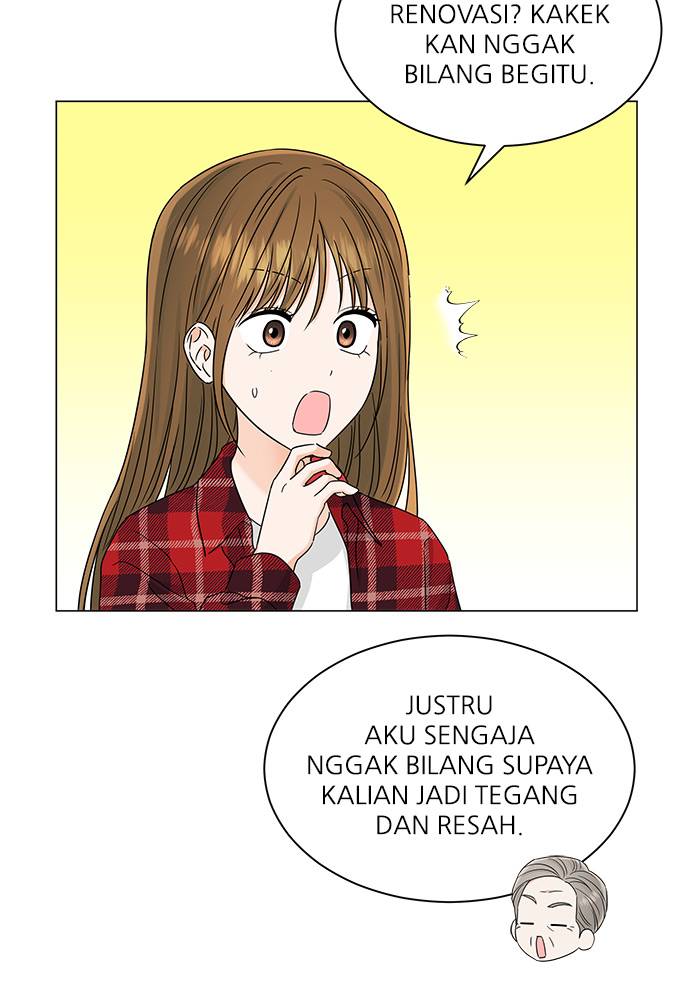 RENOVASI? KAKEK
KAN NGGAK
BILANG BEGITU.
JUSTRU
AKU SENGAJA
NGGAK BILANG SUPAYA
KALIAN JADI TEGANG
DAN RESAH.